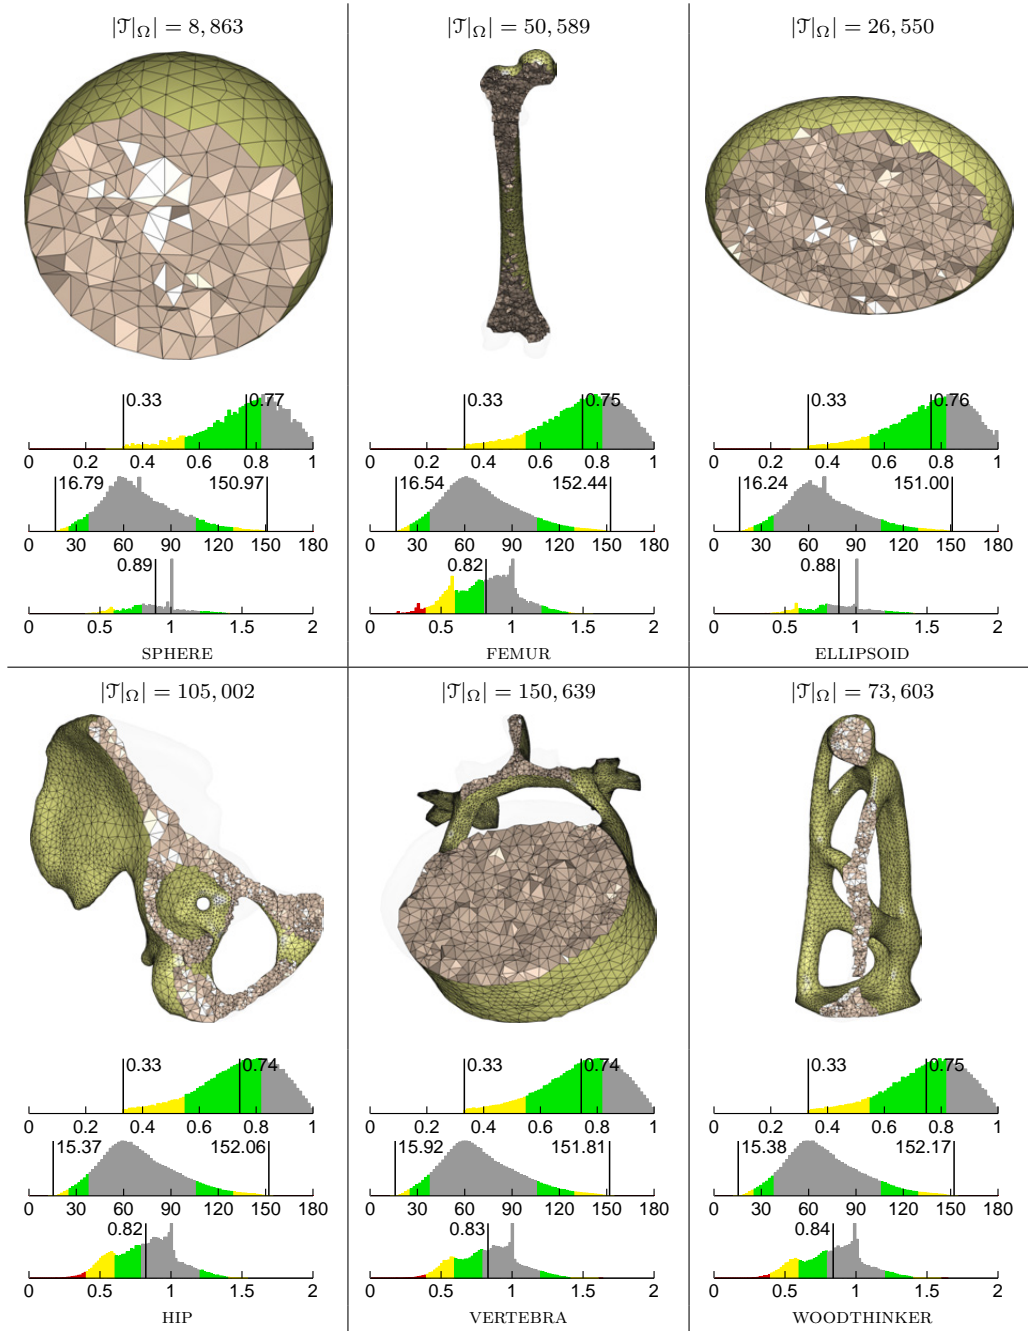 |𝒯|Ω| = 8,863
|𝒯|Ω| = 50,589
|𝒯|Ω| = 26,550
0.33 0.77
0 0.2 0.4 0.6 0.8 1
16.79 150.97
0 30 60 90 120 150 180
0.89
0 0.5 1 1.5 2
SPHERE
0.33 0.75
0 0.2 0.4 0.6 0.8 1
16.54 152.44
0 30 60 90 120 150 180
0.82
0 0.5 1 1.5 2
FEMUR
0.33 0.76
0 0.2 0.4 0.6 0.8 1
16.24 151.00
0 30 60 90 120 150 180
0.88
0 0.5 1 1.5 2
ELLIPSOID
|𝒯|Ω| = 105,002
|𝒯|Ω| = 150,639
|𝒯|Ω| = 73,603
0.33 0.74
0 0.2 0.4 0.6 0.8 1
15.37 152.06
0 30 60 90 120 150 180
0.82
0 0.5 1 1.5 2
HIP
0.33 0.74
0 0.2 0.4 0.6 0.8 1
15.92 151.81
0 30 60 90 120 150 180
0.83
0 0.5 1 1.5 2
VERTEBRA
0.33 0.75
0 0.2 0.4 0.6 0.8 1
15.38 152.17
0 30 60 90 120 150 180
0.84
0 0.5 1 1.5 2
WOODTHINKER